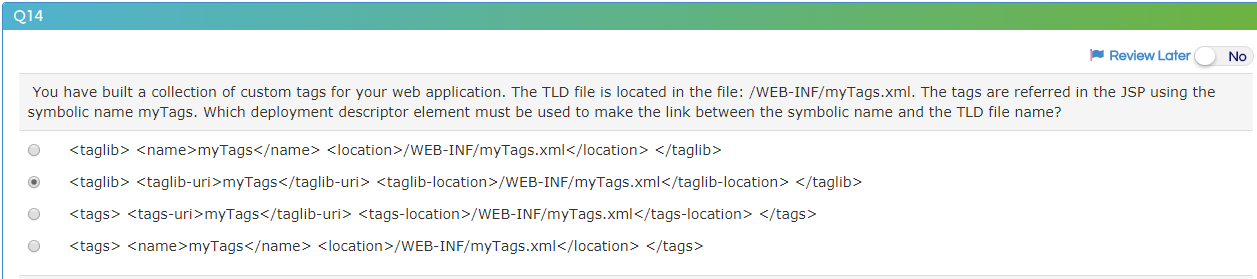 Q14
Review Later No
You have built a collection of custom tags for your web application. The TLD file is located in the file: /WEB-INF/myTags.xml. The tags are referred in the JSP using the
symbolic name myTags. Which deployment descriptor element must be used to make the link between the symbolic name and the TLD file name?
<taglib> <name>myTags</name> <location>/WEB-INF/myTags.xml</location> </taglib>
<taglib> <taglib-uri>myTags</taglib-uri> <taglib-location>/WEB-INF/myTags.xml</taglib-location> </taglib>
<tags> <tags-uri>myTags</taglib-uri> <tags-location>/WEB-INF/myTags.xml</tags-location> </tags>
<tags> <name>myTags</name> <location>/WEB-INF/myTags.xml</location> </tags>